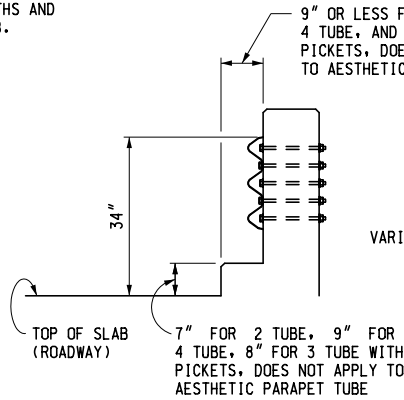 THS AND
9" OR LESS F
4 TUBE, AND
PICKETS, DOE
TO AESTHETIC
34"
VARI
TOP OF SLAB
(ROADWAY)
7" FOR 2 TUBE, 9" FOR
4 TUBE, 8" FOR 3 TUBE WITH
PICKETS, DOES NOT APPLY TO
AESTHETIC PARAPET TUBE